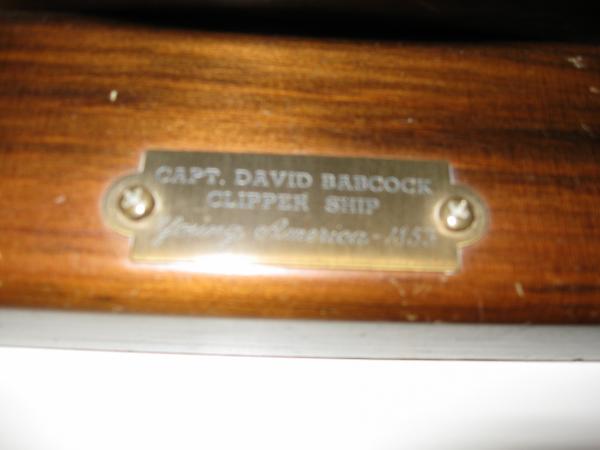 CAPT. DAVID BABCOCK
CLIPPER SHIP
Young America - 1853